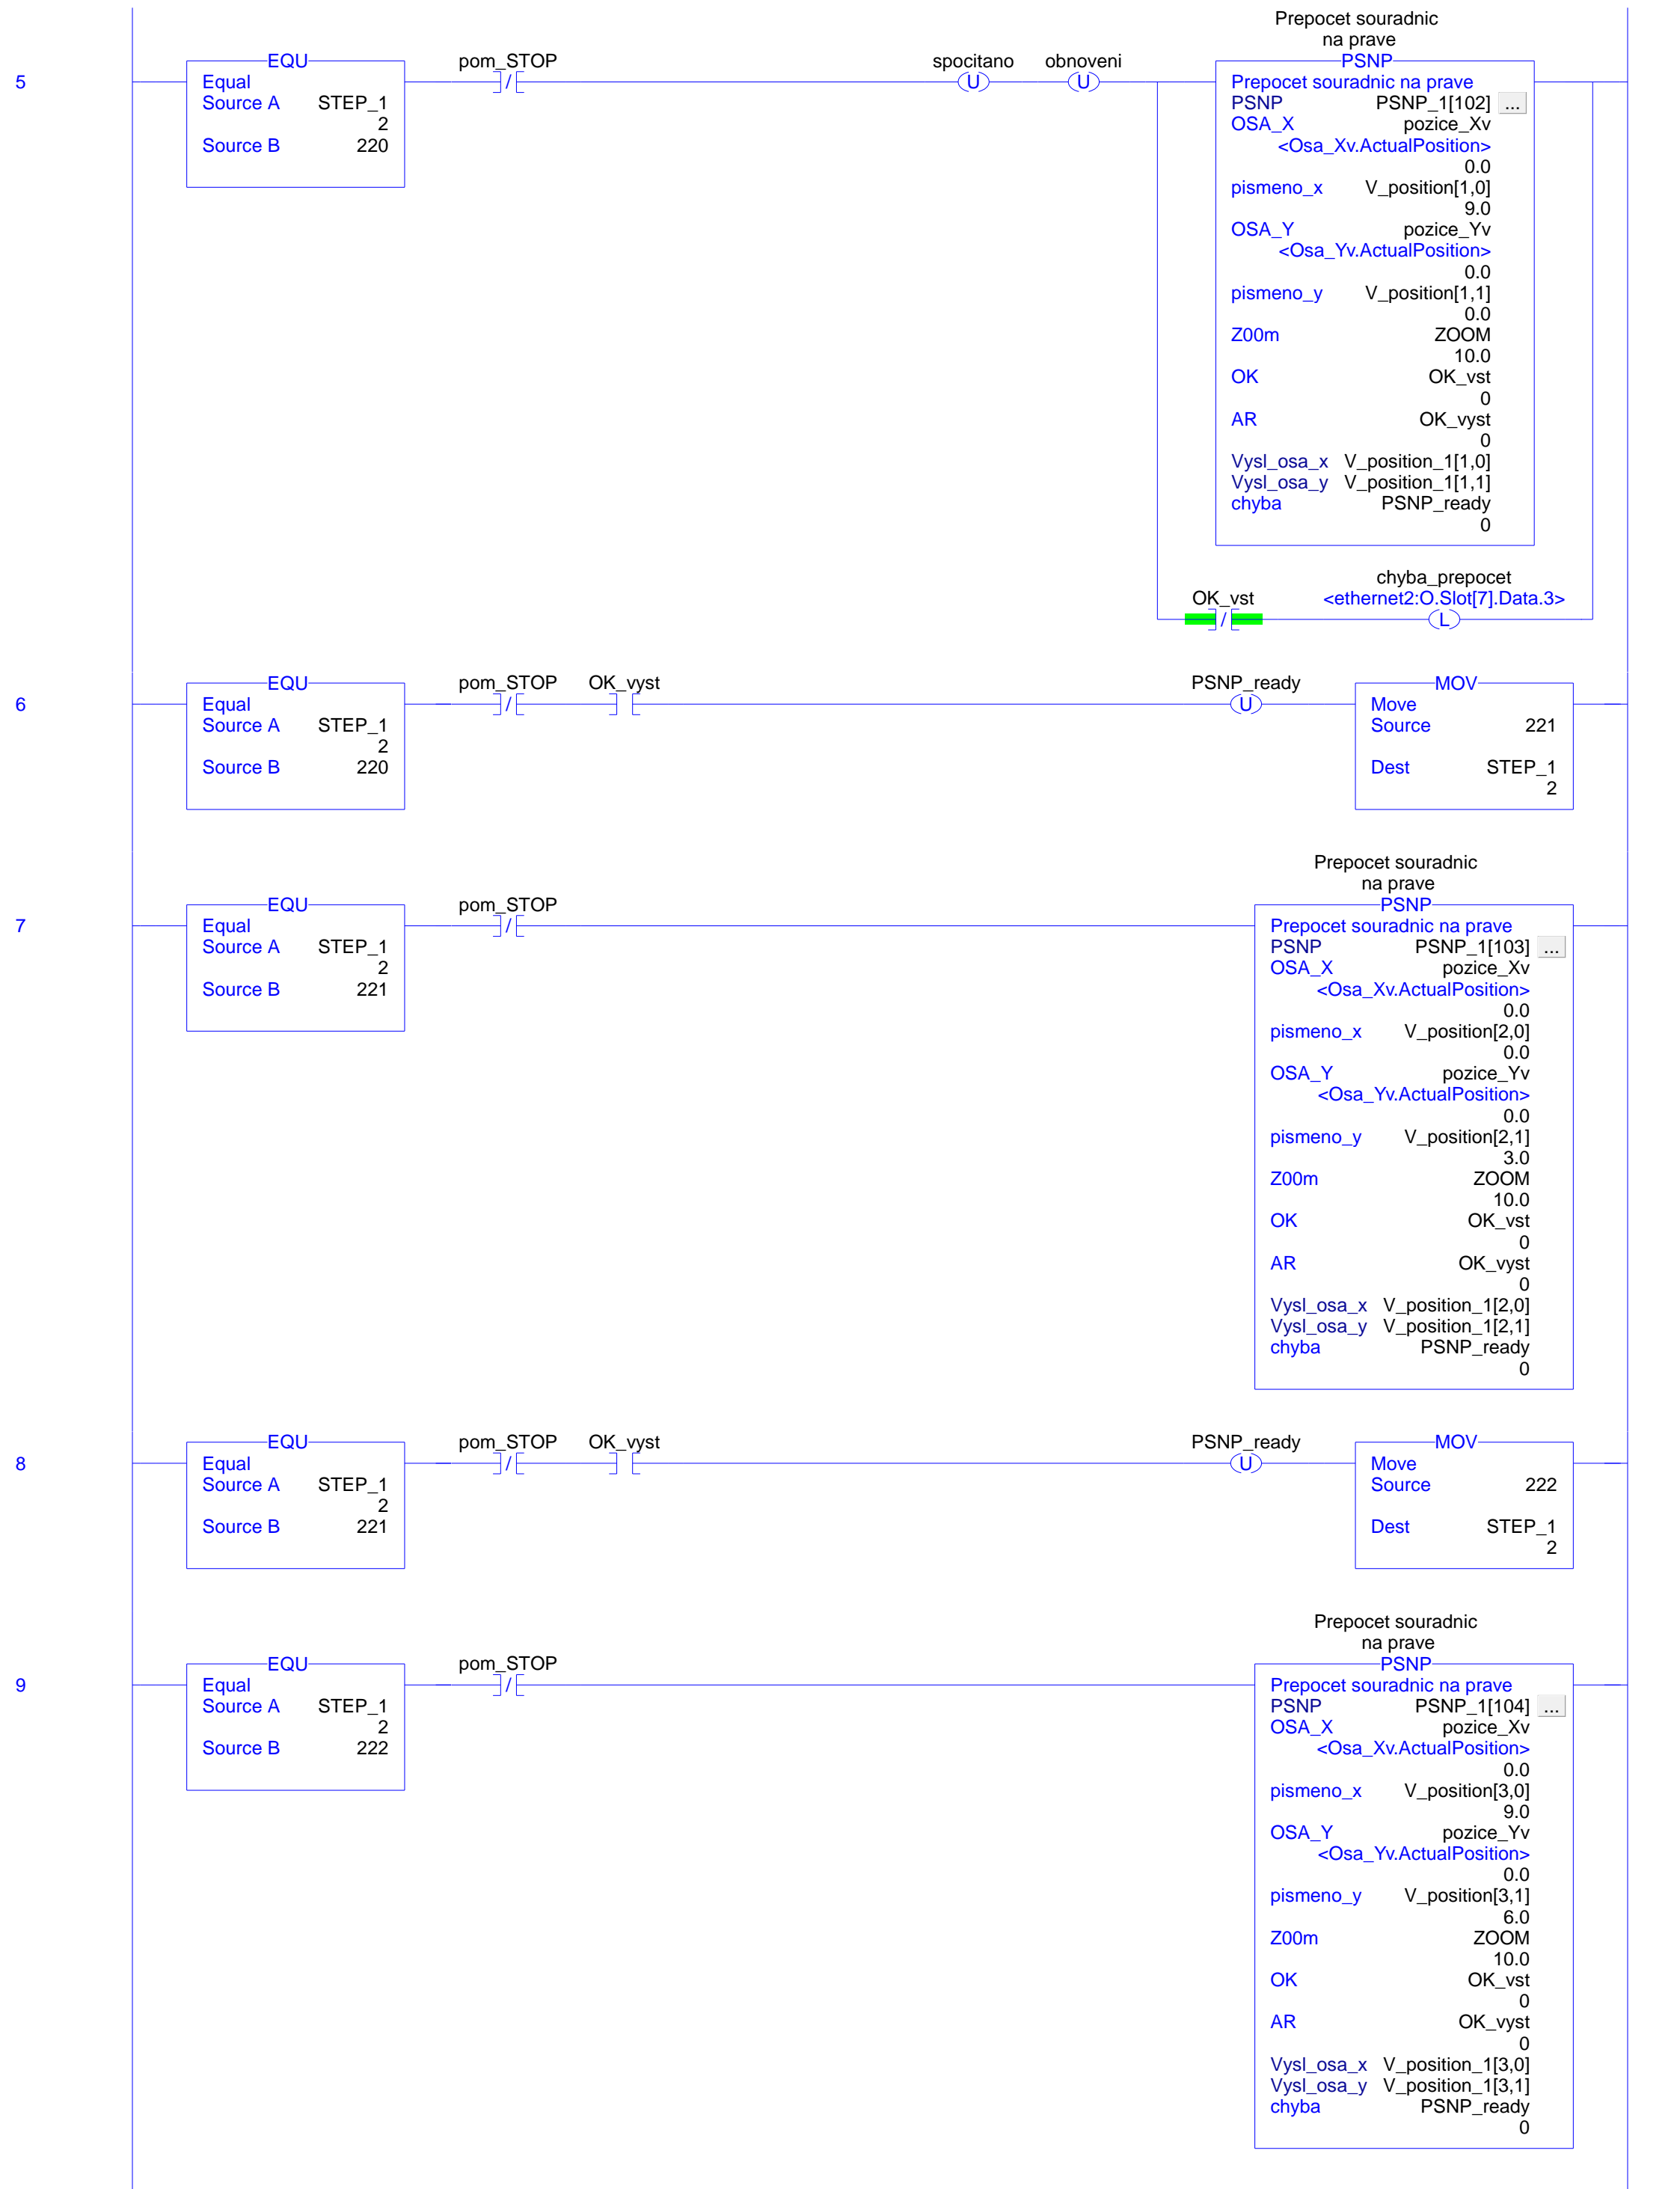 Prepocet souradnic
na prave
5
EQU
Equal
Source A STEP_1
2
Source B 220
pom_STOP
/
spocitano
U
obnoveni
U
PSNP
Prepocet souradnic na prave
PSNP PSNP_1[102] ...
OSA_X pozice_Xv
<Osa_Xv.ActualPosition>
0.0
pismeno_x V_position[1,0]
9.0
OSA_Y pozice_Yv
<Osa_Yv.ActualPosition>
0.0
pismeno_y V_position[1,1]
0.0
Z00m ZOOM
10.0
OK OK_vst
0
AR OK_vyst
0
Vysl_osa_x V_position_1[1,0]
Vysl_osa_y V_position_1[1,1]
chyba PSNP_ready
0
OK_vst
/
chyba_prepocet
<ethernet2:O.Slot[7].Data.3>
L
6
EQU
Equal
Source A STEP_1
2
Source B 220
pom_STOP
/
OK_vyst
PSNP_ready
U
MOV
Move
Source 221
Dest STEP_1
2
Prepocet souradnic
na prave
7
EQU
Equal
Source A STEP_1
2
Source B 221
pom_STOP
/
PSNP
Prepocet souradnic na prave
PSNP PSNP_1[103] ...
OSA_X pozice_Xv
<Osa_Xv.ActualPosition>
0.0
pismeno_x V_position[2,0]
0.0
OSA_Y pozice_Yv
<Osa_Yv.ActualPosition>
0.0
pismeno_y V_position[2,1]
3.0
Z00m ZOOM
10.0
OK OK_vst
0
AR OK_vyst
0
Vysl_osa_x V_position_1[2,0]
Vysl_osa_y V_position_1[2,1]
chyba PSNP_ready
0
8
EQU
Equal
Source A STEP_1
2
Source B 221
pom_STOP
/
OK_vyst
PSNP_ready
U
MOV
Move
Source 222
Dest STEP_1
2
Prepocet souradnic
na prave
9
EQU
Equal
Source A STEP_1
2
Source B 222
pom_STOP
/
PSNP
Prepocet souradnic na prave
PSNP PSNP_1[104] ...
OSA_X pozice_Xv
<Osa_Xv.ActualPosition>
0.0
pismeno_x V_position[3,0]
9.0
OSA_Y pozice_Yv
<Osa_Yv.ActualPosition>
0.0
pismeno_y V_position[3,1]
6.0
Z00m ZOOM
10.0
OK OK_vst
0
AR OK_vyst
0
Vysl_osa_x V_position_1[3,0]
Vysl_osa_y V_position_1[3,1]
chyba PSNP_ready
0